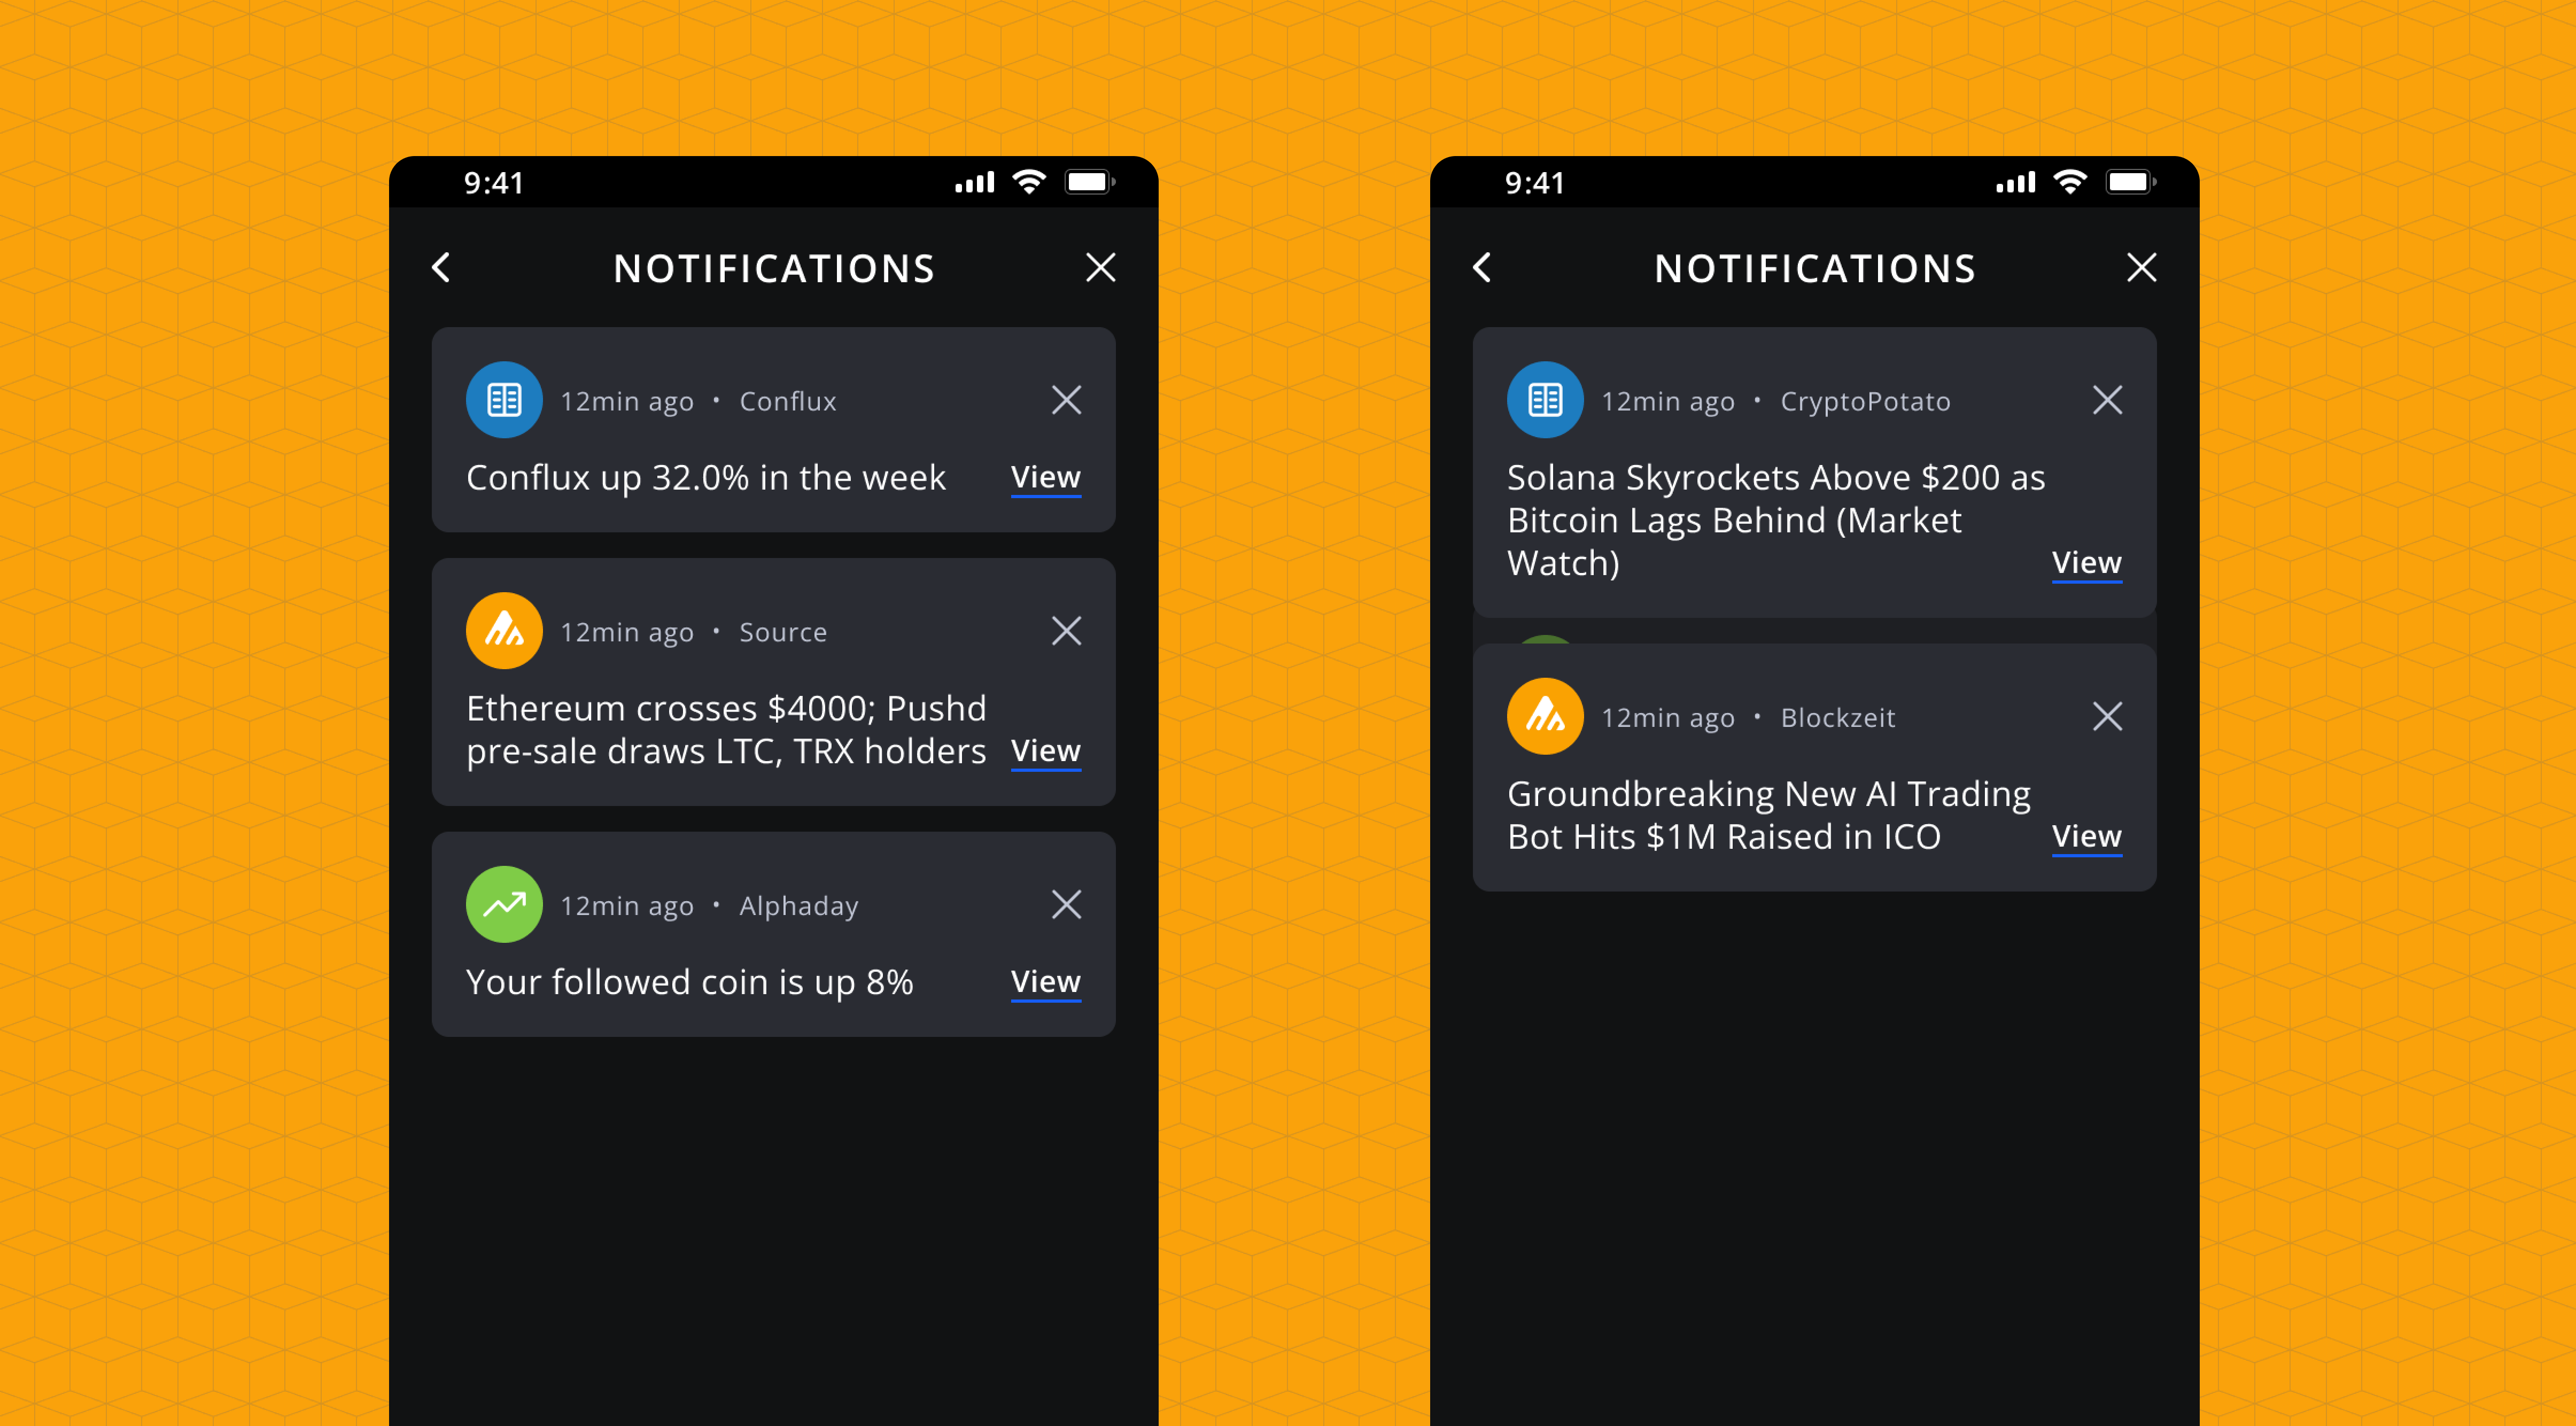 9:41
NOTIFICATIONS
12min ago • Conflux
Conflux up 32.0% in the week
View
12min ago • Source
Ethereum crosses $4000; Pushd
pre-sale draws LTC, TRX holders
View
12min ago • Alphaday
Your followed coin is up 8%
View
9:41
NOTIFICATIONS
12min ago • CryptoPotato
Solana Skyrockets Above $200 as
Bitcoin Lags Behind (Market
Watch)
View
12min ago • Blockzeit
Groundbreaking New AI Trading
Bot Hits $1M Raised in ICO
View